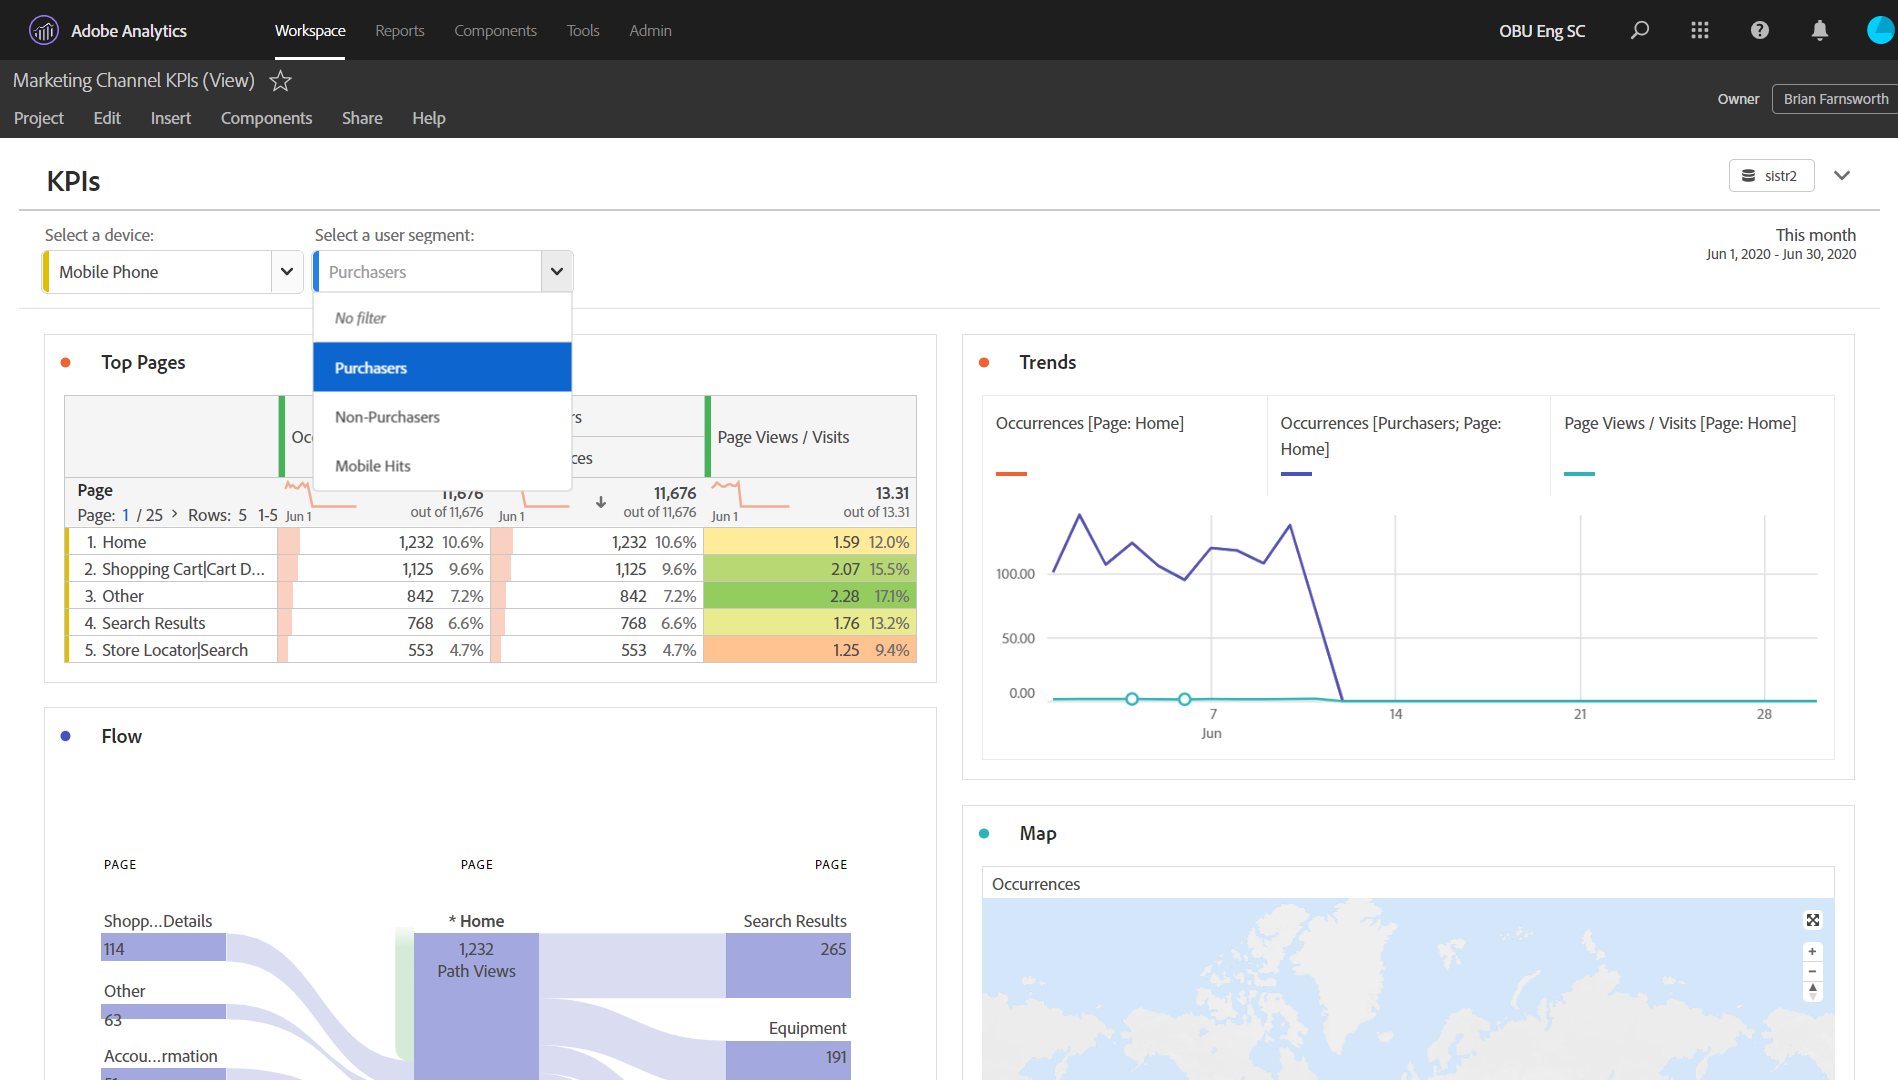 Adobe Analytics
Workspace
Reports
Components
Tools
Admin
OBU Eng SC
Marketing Channel KPIs (View)
Owner
Brian Farnsworth
Project
Edit
Insert
Components
Share
Help
KPIs
sistr2
Select a device:
Mobile Phone
Select a user segment:
Purchasers
No filter
Purchasers
Non-Purchasers
Mobile Hits
This month
Jun 1, 2020 - Jun 30, 2020
Top Pages
Page Views / Visits
Page
Page: 1 / 25 > Rows: 5 1-5
Jun 1
11,676
out of 11,676
Jun 1
11,676
out of 11,676
Jun 1
13.31
out of 13.31
1. Home 1,232 10.6% 1,232 10.6% 1.59 12.0%
2. Shopping Cart|Cart D... 1,125 9.6% 1,125 9.6% 2.07 15.5%
3. Other 842 7.2% 842 7.2% 2.28 17.1%
4. Search Results 768 6.6% 768 6.6% 1.76 13.2%
5. Store Locator|Search 553 4.7% 553 4.7% 1.25 9.4%
Trends
Occurrences [Page: Home]
Occurrences [Purchasers; Page:
Home]
Page Views / Visits [Page: Home]
100.00
50.00
0.00
7
14
21
28
Jun
Flow
PAGE
PAGE
PAGE
Shopp...Details
114
Other
63
Accou...rmation
* Home
1,232
Path Views
Search Results
265
Equipment
191
Map
Occurrences